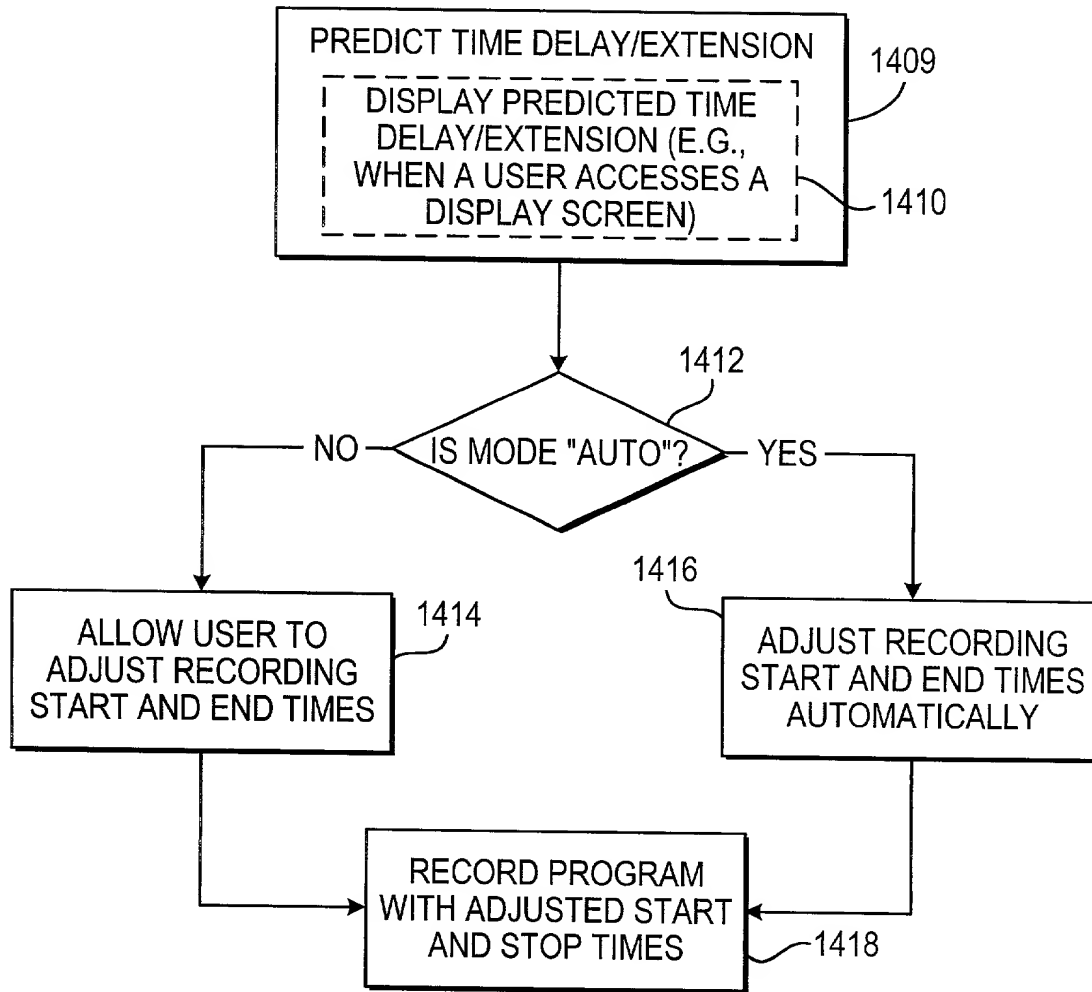 PREDICT TIME DELAY/EXTENSION
1409
DISPLAY PREDICTED TIME
DELAY/EXTENSION (E.G.,
WHEN A USER ACCESSES A
DISPLAY SCREEN)
1410
1412
NO
IS MODE "AUTO"?
YES
ALLOW USER TO
ADJUST RECORDING
START AND END TIMES
1414
1416
ADJUST RECORDING
START AND END TIMES
AUTOMATICALLY
RECORD PROGRAM
WITH ADJUSTED START
AND STOP TIMES
1418